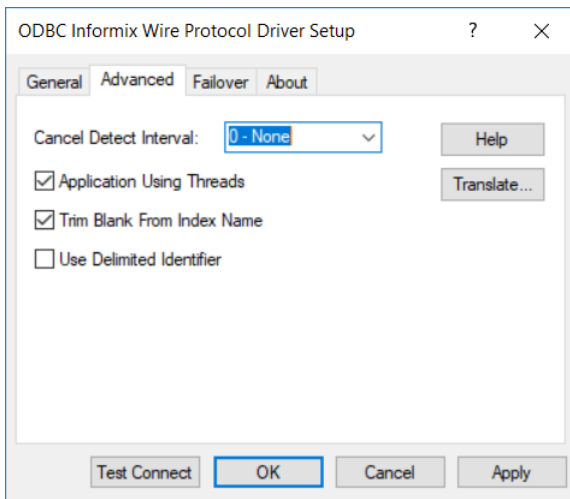 ODBC Informix Wire Protocol Driver Setup ?
General Advanced Failover About
Cancel Detect Interval: 0 - None Help
Application Using Threads Translate...
Trim Blank From Index Name
Use Delimited Identifier
Test Connect OK Cancel Apply